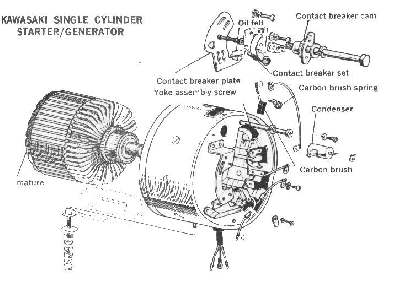 KAWASAKI SINGLE CYLINDER
STARTER/GENERATOR
Contact breaker cam
Oil felt
Contact breaker plate
Contact breaker set
Yoke assembly screw
Carbon brush spring
Condenser
Carbon brush
mature